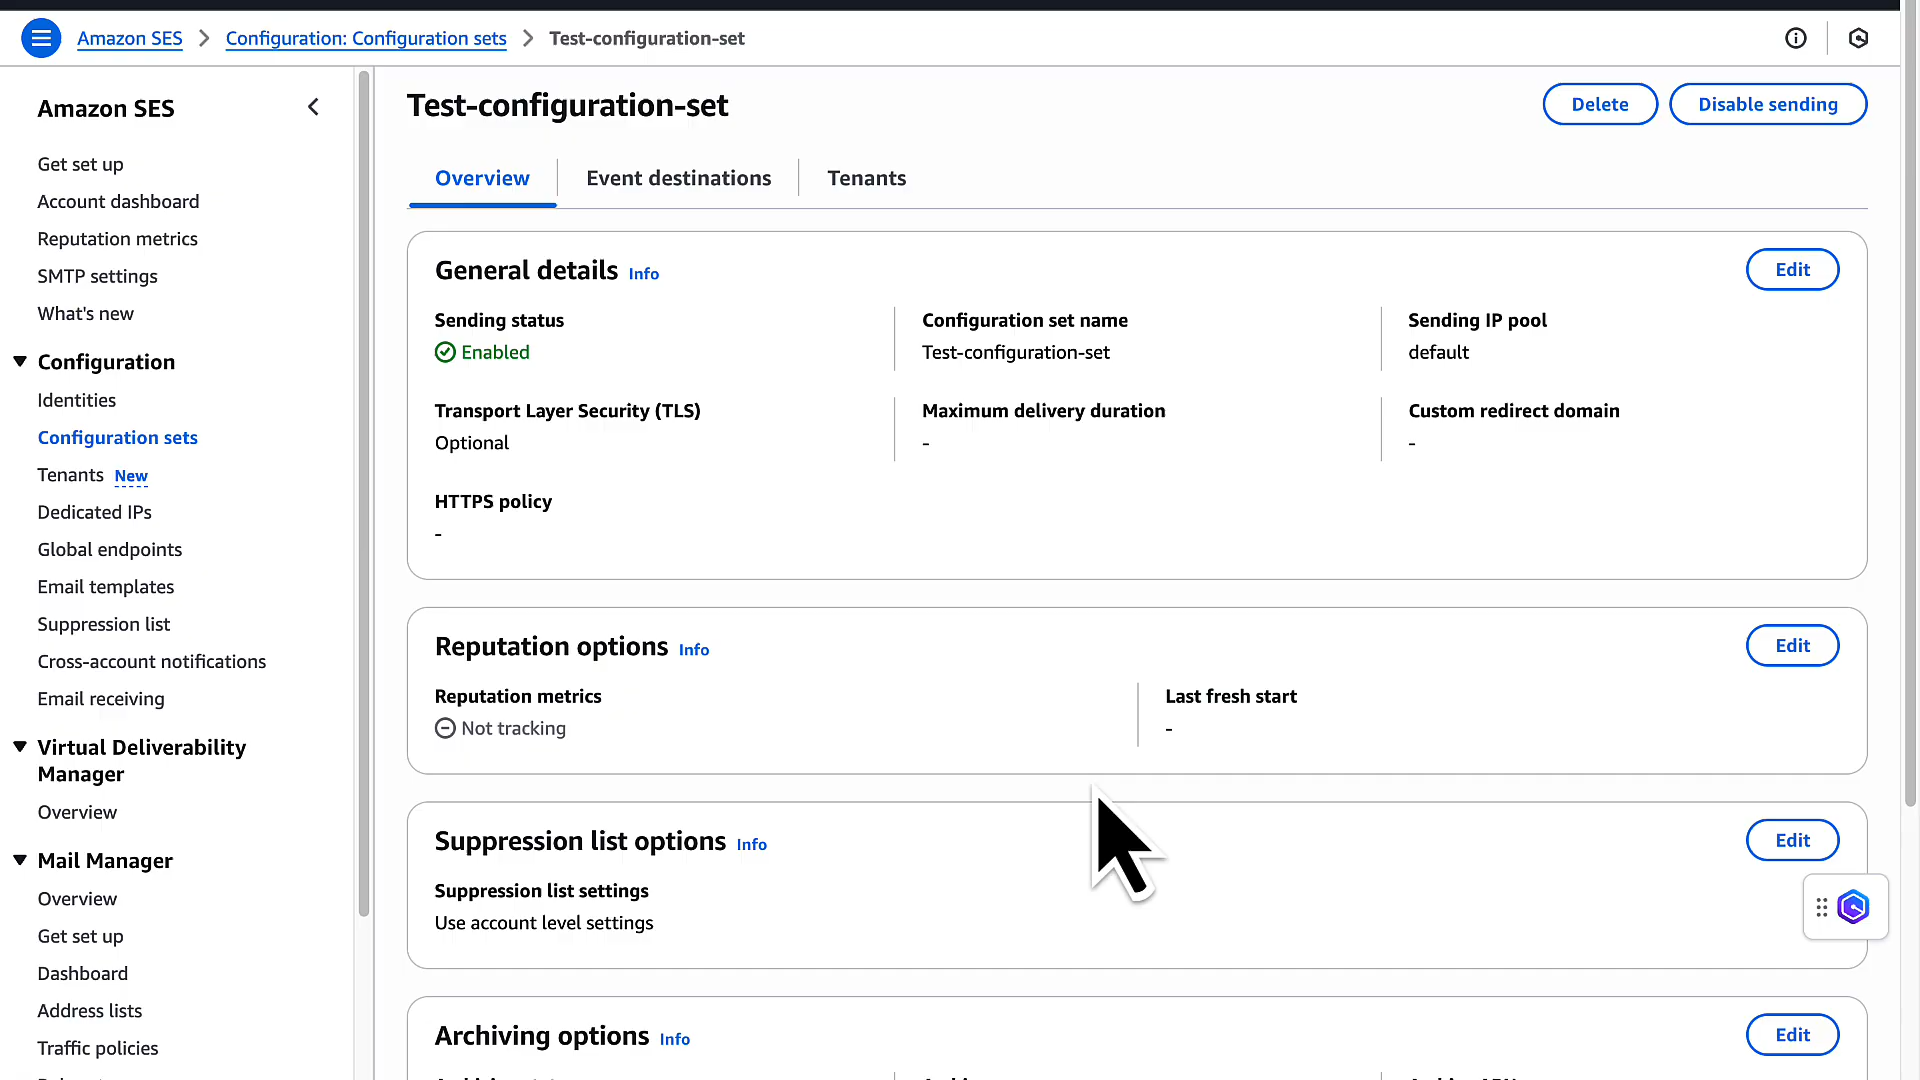 Amazon SES > Configuration: Configuration sets > Test-configuration-set
Amazon SES
Get set up
Account dashboard
Reputation metrics
SMTP settings
What's new
Configuration
Identities
Configuration sets
Tenants New
Dedicated IPs
Global endpoints
Email templates
Suppression list
Cross-account notifications
Email receiving
Virtual Deliverability
Manager
Overview
Mail Manager
Overview
Get set up
Dashboard
Address lists
Traffic policies
Test-configuration-set
Delete
Disable sending
Overview
Event destinations
Tenants
General details Info
Edit
Sending status
Enabled
Configuration set name
Test-configuration-set
Sending IP pool
default
Transport Layer Security (TLS)
Optional
Maximum delivery duration
-
Custom redirect domain
-
HTTPS policy
-
Reputation options Info
Edit
Reputation metrics
Not tracking
Last fresh start
-
Suppression list options Info
Edit
Suppression list settings
Use account level settings
Archiving options Info
Edit